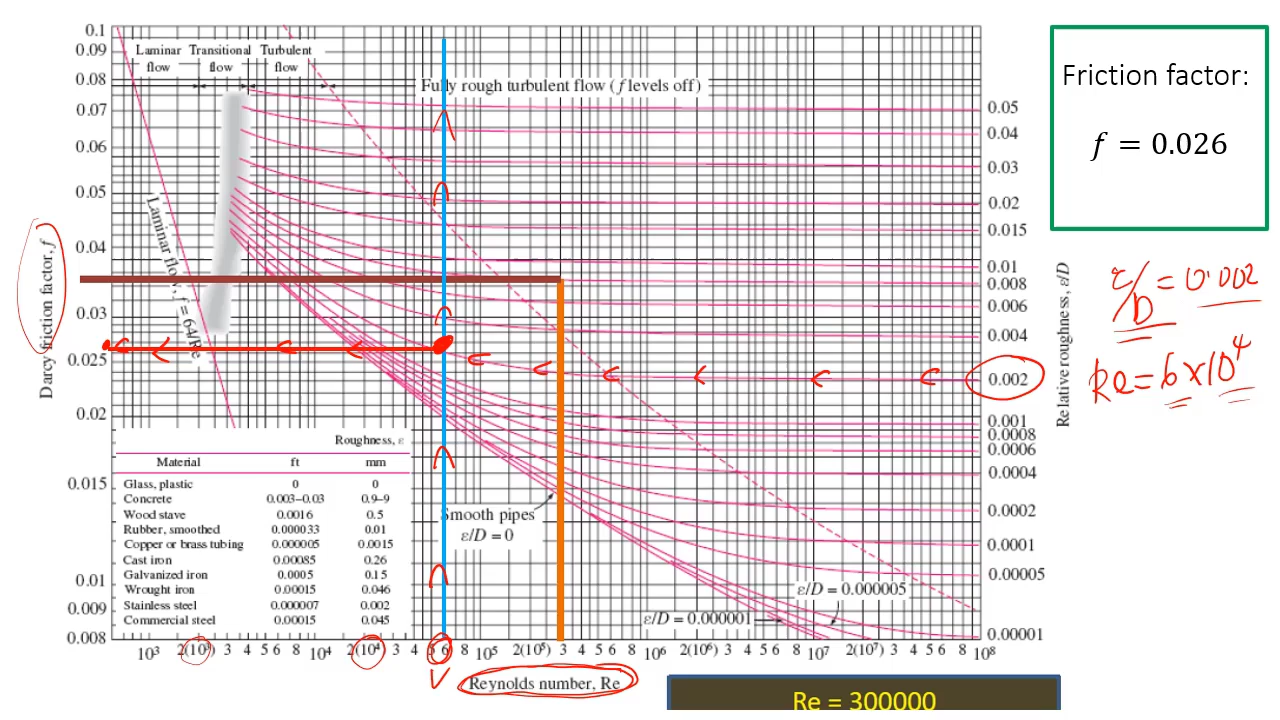 0.1
0.09
0.08
0.07
0.06
0.05
0.04
0.03
0.025
0.02
0.015
0.01
0.009
0.008
Darcy friction factor, f
Laminar flow
Transitional flow
Turbulent flow
Fully rough turbulent flow (f levels off)
Laminar flow, f = 64/Re
Smooth pipes
ε/D = 0
ε/D = 0.000005
ε/D = 0.000001
Roughness, ε
Material ft mm
Glass, plastic 0 0
Concrete 0.003–0.03 0.9–9
Wood stave 0.0016 0.5
Rubber, smoothed 0.000033 0.01
Copper or brass tubing 0.000005 0.0015
Cast iron 0.00085 0.26
Galvanized iron 0.0005 0.15
Wrought iron 0.00015 0.046
Stainless steel 0.000007 0.002
Commercial steel 0.00015 0.045
10³ 2(10³) 3 4 5 6 8 10⁴ 2(10⁴) 3 4 5 6 8 10⁵ 2(10⁵) 3 4 5 6 8 10⁶ 2(10⁶) 3 4 5 6 8 10⁷ 2(10⁷) 3 4 5 6 8 10⁸
Reynolds number, Re
0.05
0.04
0.03
0.02
0.015
0.01
0.008
0.006
0.004
0.002
0.001
0.0008
0.0006
0.0004
0.0002
0.0001
0.00005
0.00001
Relative roughness, ε/D
Friction factor:
f = 0.026
ε/D = 0.002
Re = 6×10⁴
Re = 300000